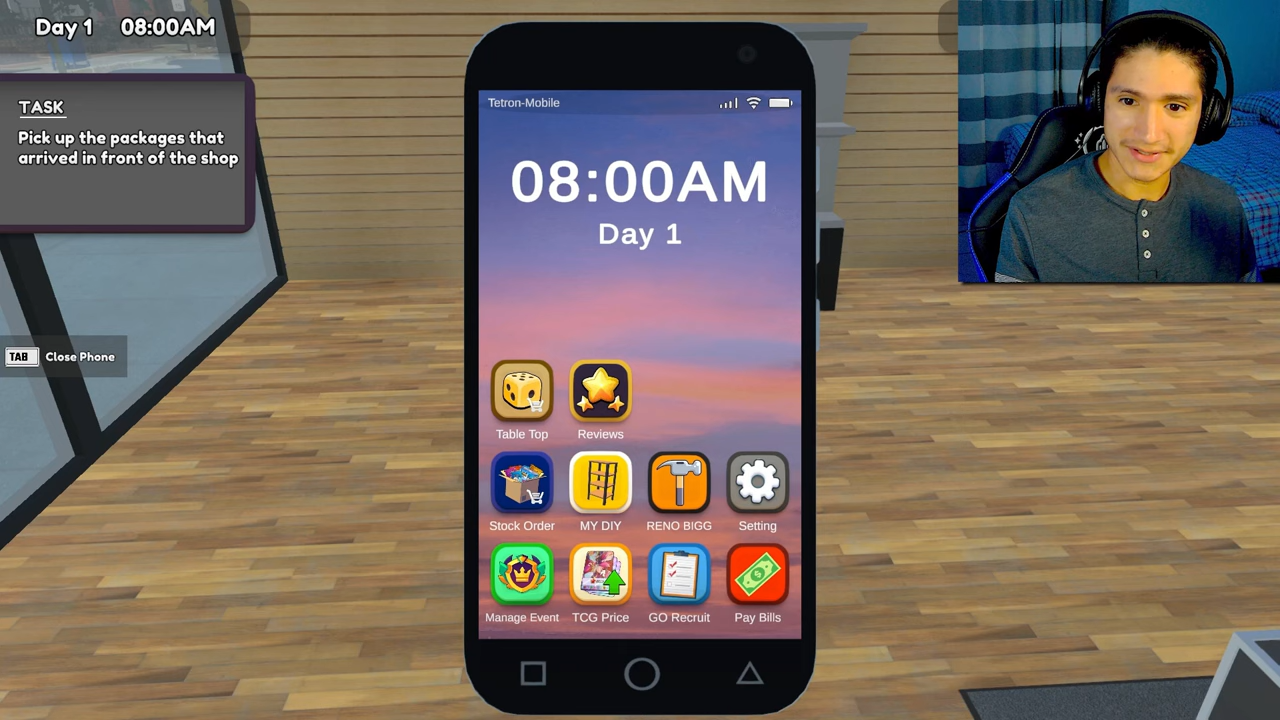 Day 1 08:00AM
TASK
Pick up the packages that
arrived in front of the shop
TAB Close Phone
Tetron-Mobile
08:00AM
Day 1
Table Top Reviews
Stock Order MY DIY RENO BIGG Setting
Manage Event TCG Price GO Recruit Pay Bills